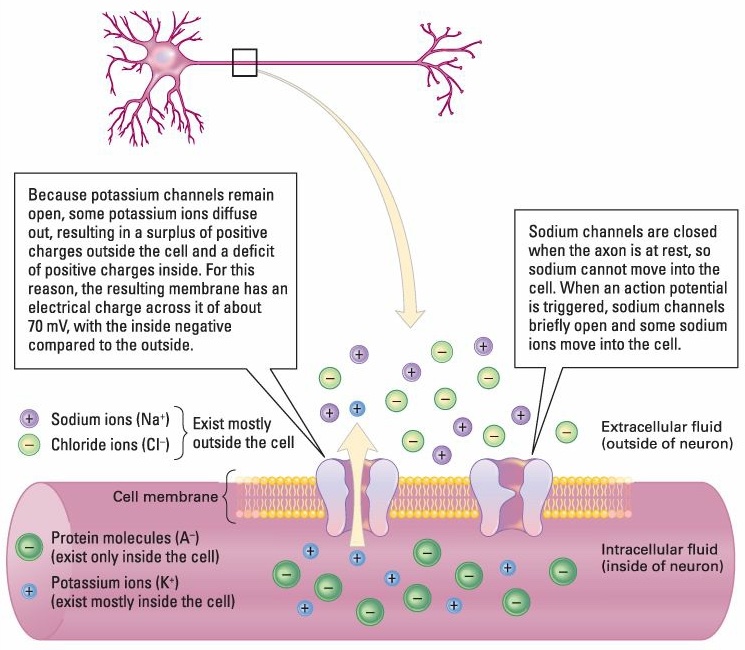 Because potassium channels remain
open, some potassium ions diffuse
out, resulting in a surplus of positive
charges outside the cell and a deficit
of positive charges inside. For this
reason, the resulting membrane has an
electrical charge across it of about
70 mV, with the inside negative
compared to the outside.
Sodium channels are closed
when the axon is at rest, so
sodium cannot move into the
cell. When an action potential
is triggered, sodium channels
briefly open and some sodium
ions move into the cell.
Sodium ions (Na⁺)
Chloride ions (Cl⁻)
Exist mostly
outside the cell
Extracellular fluid
(outside of neuron)
Cell membrane
Protein molecules (A⁻)
(exist only inside the cell)
Potassium ions (K⁺)
(exist mostly inside the cell)
Intracellular fluid
(inside of neuron)